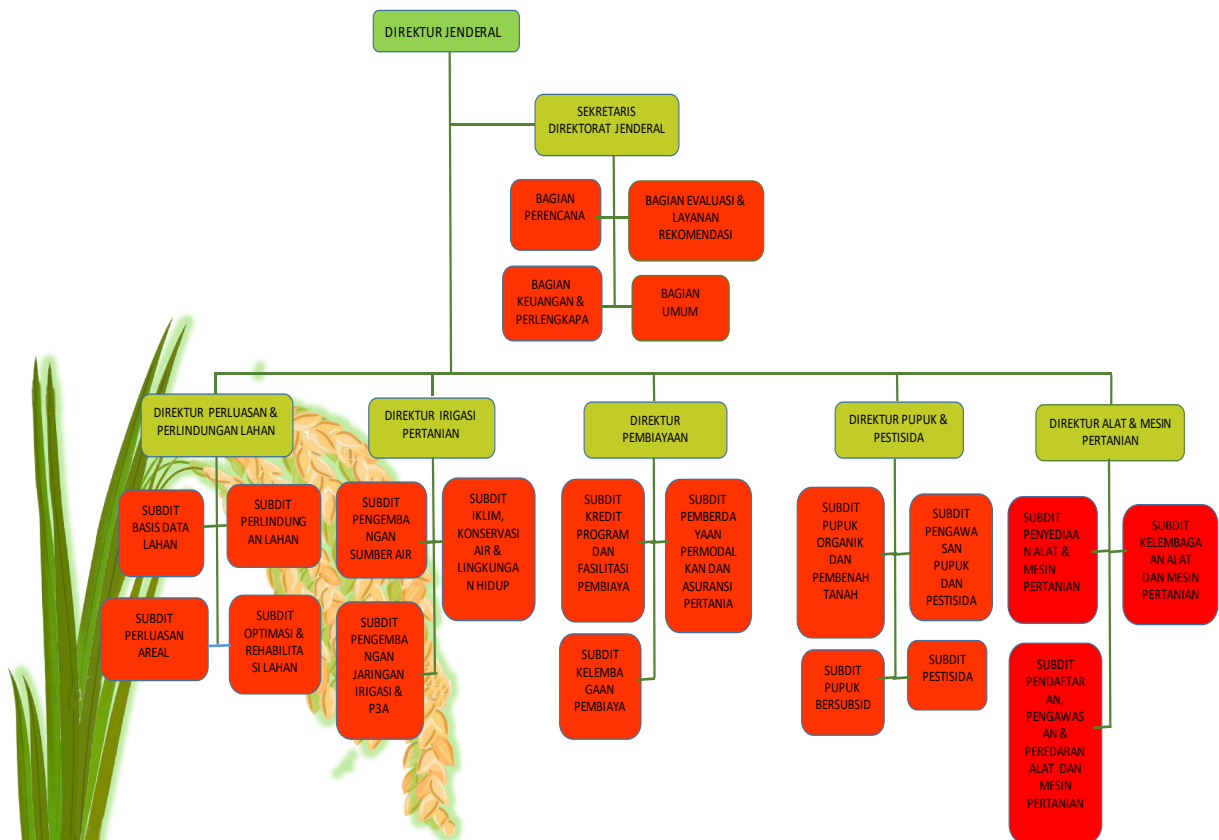 DIREKTUR JENDERAL
SEKRETARIS
DIREKTORAT JENDERAL
BAGIAN
PERENCANA
BAGIAN EVALUASI &
LAYANAN
REKOMENDASI
BAGIAN
KEUANGAN &
PERLENGKAPA
BAGIAN
UMUM
DIREKTUR PERLUASAN &
PERLINDUNGAN LAHAN
DIREKTUR IRIGASI
PERTANIAN
DIREKTUR
PEMBIAYAAN
DIREKTUR PUPUK &
PESTISIDA
DIREKTUR ALAT & MESIN
PERTANIAN
SUBDIT
BASIS DATA
LAHAN
SUBDIT
PERLINDUNG
AN LAHAN
SUBDIT
PERLUASAN
AREAL
SUBDIT
OPTIMASI &
REHABILITA
SI LAHAN
SUBDIT
PENGEMBA
NGAN
SUMBER AIR
SUBDIT
IKLIM,
KONSERVASI
AIR &
LINGKUNGA
N HIDUP
SUBDIT
PENGEMBA
NGAN
JARINGAN
IRIGASI &
P3A
SUBDIT
KREDIT
PROGRAM
DAN
FASILITASI
PEMBIAYA
SUBDIT
PEMBERDA
YAAN
PERMODAL
KAN DAN
ASURANSI
PERTANIA
SUBDIT
KELEMBA
GAAN
PEMBIAYA
SUBDIT
PUPUK
ORGANIK
DAN
PEMBENAH
TANAH
SUBDIT
PENGAWA
SAN
PUPUK
DAN
PESTISIDA
SUBDIT
PUPUK
BERSUBSID
SUBDIT
PESTISIDA
SUBDIT
PENYEDIAA
N ALAT &
MESIN
PERTANIAN
SUBDIT
KELEMBAGA
AN ALAT
DAN MESIN
PERTANIAN
SUBDIT
PENDAFTAR
AN,
PENGAWAS
AN &
PEREDARAN
ALAT DAN
MESIN
PERTANIAN